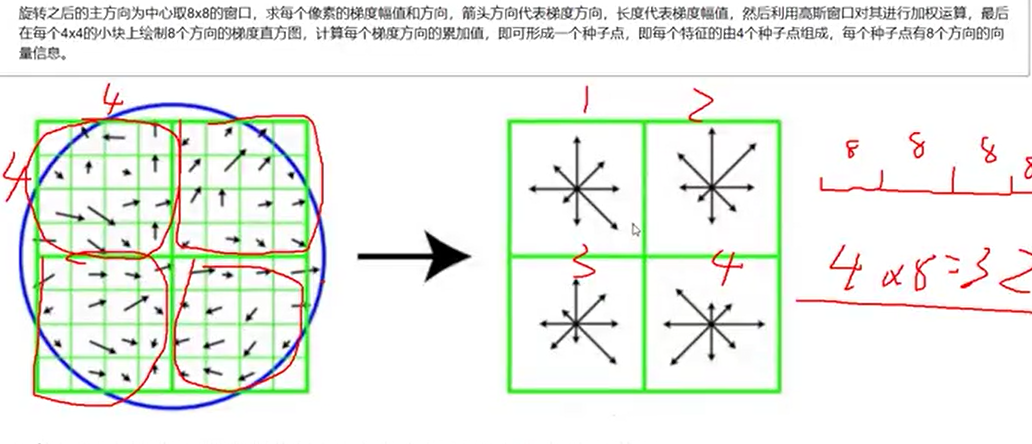 旋转之后的主方向为中心取8x8的窗口，求每个像素的梯度幅值和方向，箭头方向代表梯度方向，长度代表梯度幅值，然后利用高斯窗口对其进行加权运算，最后
在每个4x4的小块上绘制8个方向的梯度直方图，计算每个梯度方向的累加值，即可形成一个种子点，即每个特征的由4个种子点组成，每个种子点有8个方向的向
量信息。
4
4
1 2
3 4
8 8 8 8
4x8=32